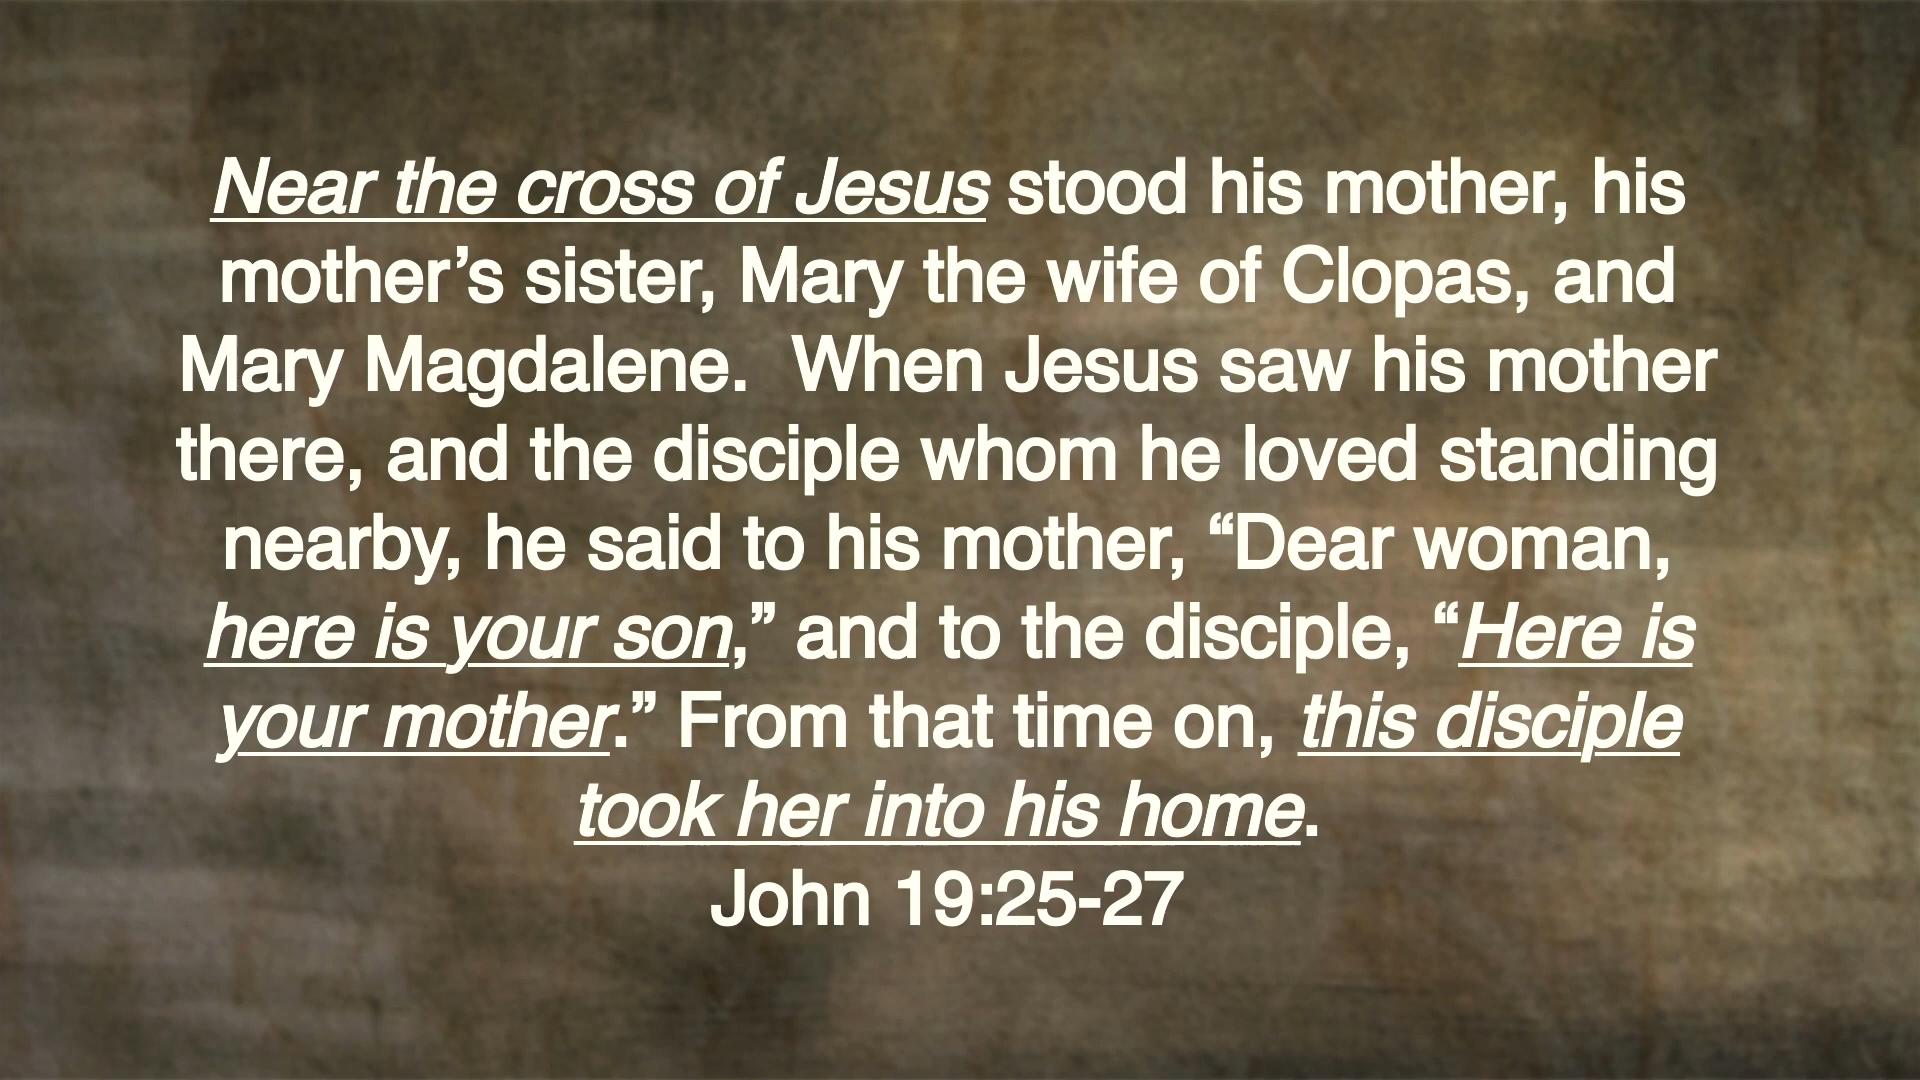 Near the cross of Jesus stood his mother, his
mother’s sister, Mary the wife of Clopas, and
Mary Magdalene.  When Jesus saw his mother
there, and the disciple whom he loved standing
nearby, he said to his mother, “Dear woman,
here is your son,” and to the disciple, “Here is
your mother.” From that time on, this disciple
took her into his home.
John 19:25-27